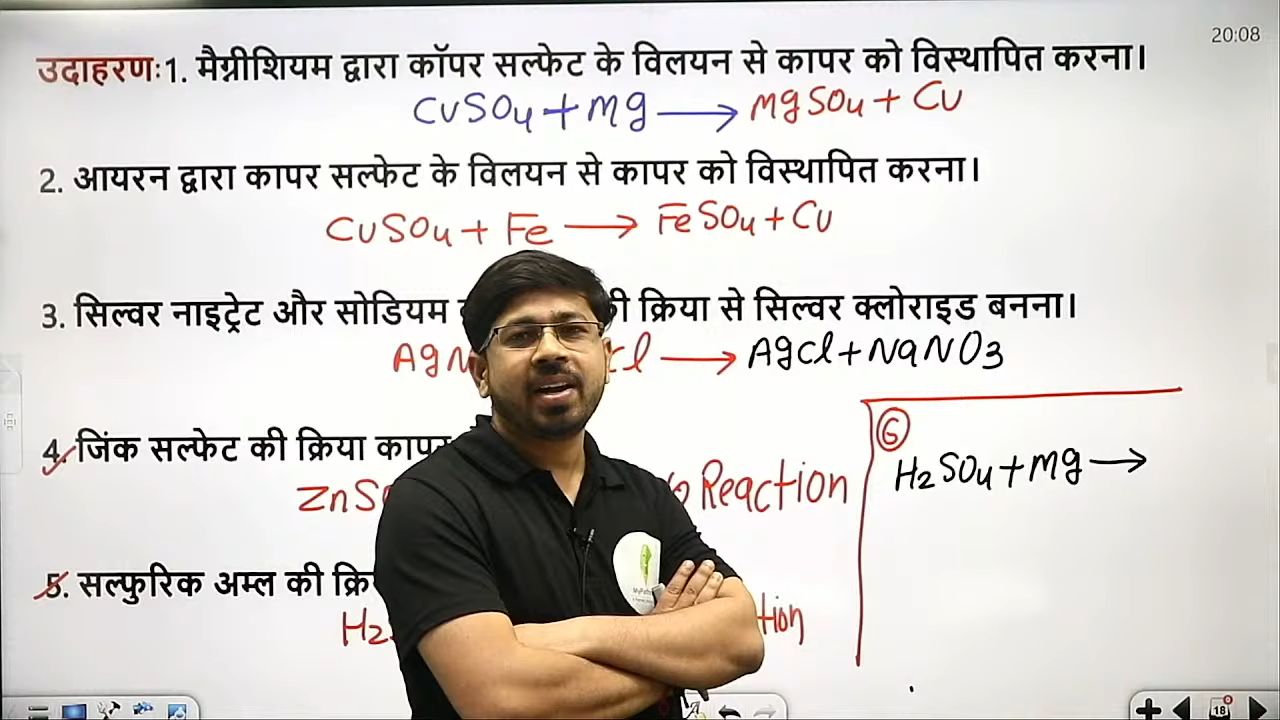 20:08
उदाहरणः1. मैग्नीशियम द्वारा कॉपर सल्फेट के विलयन से कापर को विस्थापित करना।
CuSO4 + Mg → MgSO4 + Cu
2. आयरन द्वारा कापर सल्फेट के विलयन से कापर को विस्थापित करना।
CuSO4 + Fe → FeSO4 + Cu
3. सिल्वर नाइट्रेट और सोडियम की क्रिया से सिल्वर क्लोराइड बनना।
→ AgCl + NaNO3
4. जिंक सल्फेट की क्रिया
Reaction
6
H2SO4 + Mg →
5. सल्फुरिक अम्ल की
18